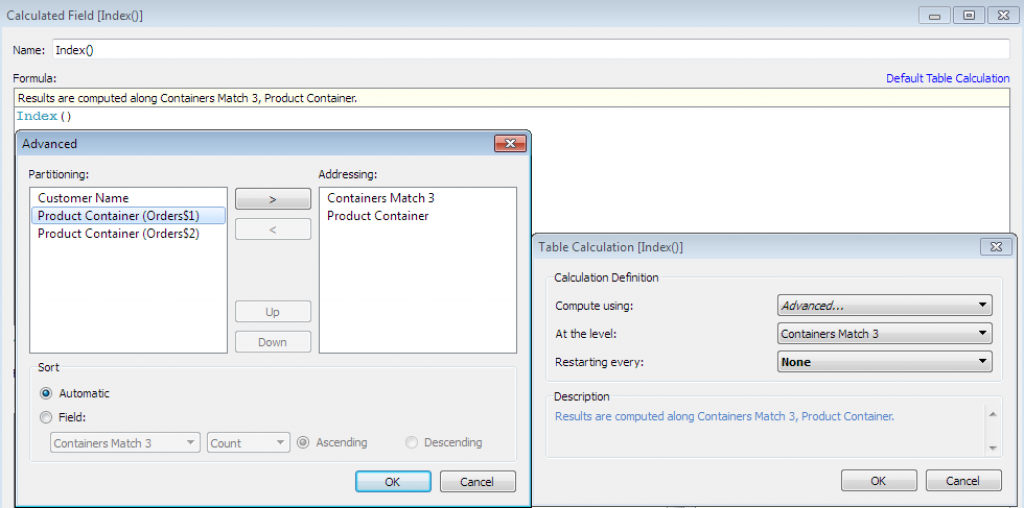 Calculated Field [Index()]
Name: Index()
Formula:
Default Table Calculation
Results are computed along Containers Match 3, Product Container.
Index()
Advanced
Partitioning:
Addressing:
Customer Name
Product Container (Orders$1)
Product Container (Orders$2)
>
<
Up
Down
Containers Match 3
Product Container
Sort
Automatic
Field:
Containers Match 3
Count
Ascending
Descending
OK
Cancel
Table Calculation [Index()]
Calculation Definition
Compute using: Advanced...
At the level: Containers Match 3
Restarting every: None
Description
Results are computed along Containers Match 3, Product Container.
OK
Cancel